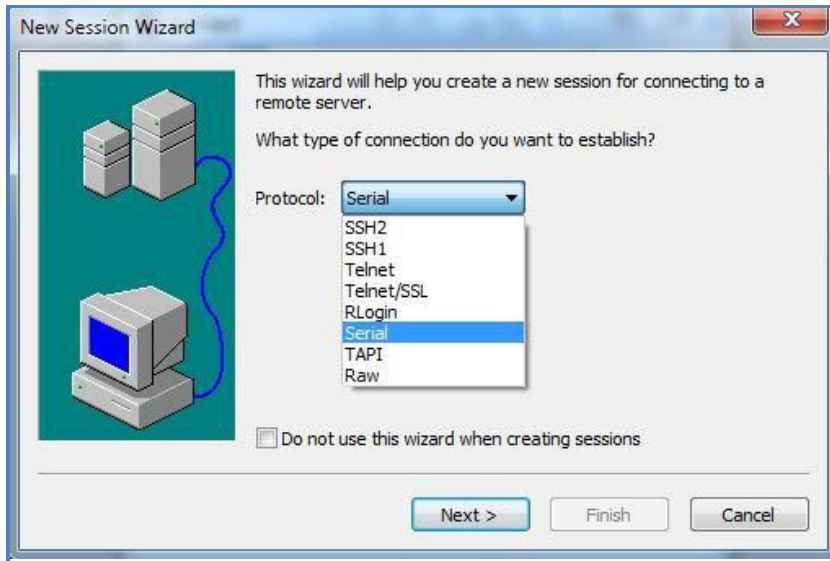 New Session Wizard
This wizard will help you create a new session for connecting to a
remote server.
What type of connection do you want to establish?
Protocol: Serial
SSH2
SSH1
Telnet
Telnet/SSL
RLogin
Serial
TAPI
Raw
Do not use this wizard when creating sessions
Next > Finish Cancel